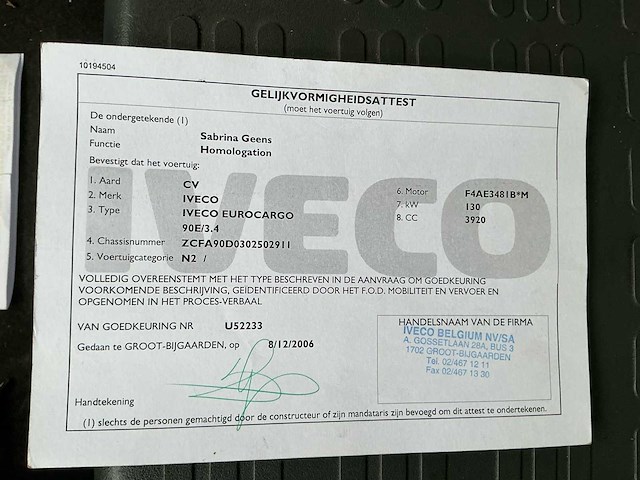 10194504
GELIJKVORMIGHEIDSATTEST
(moet het voertuig volgen)
De ondergetekende (1)
Naam Sabrina Geens
Functie Homologation
Bevestigt dat het voertuig:
IVECO
1. Aard CV 6. Motor F4AE3481B*M
2. Merk IVECO 7. kW 130
3. Type IVECO EUROCARGO 8. CC 3920
90E/3.4
4. Chassisnummer ZCFA90D0302502911
5. Voertuigcategorie N2 /
VOLLEDIG OVEREENSTEMT MET HET TYPE BESCHREVEN IN DE AANVRAAG OM GOEDKEURING
VOORKOMENDE BESCHRIJVING, GEÏDENTIFICEERD DOOR HET F.O.D. MOBILITEIT EN VERVOER EN
OPGENOMEN IN HET PROCES-VERBAAL
VAN GOEDKEURING NR U52233
Gedaan te GROOT-BIJGAARDEN, op 8/12/2006
HANDELSNAAM VAN DE FIRMA
IVECO BELGIUM NV/SA
A. GOSSETLAAN 28A, BUS 3
1702 GROOT-BIJGAARDEN
Tel. 02/467 12 11
Fax 02/467 13 30
Handtekening
(1) slechts de personen gemachtigd door de constructeur of zijn mandataris zijn bevoegd om dit attest te ondertekenen.